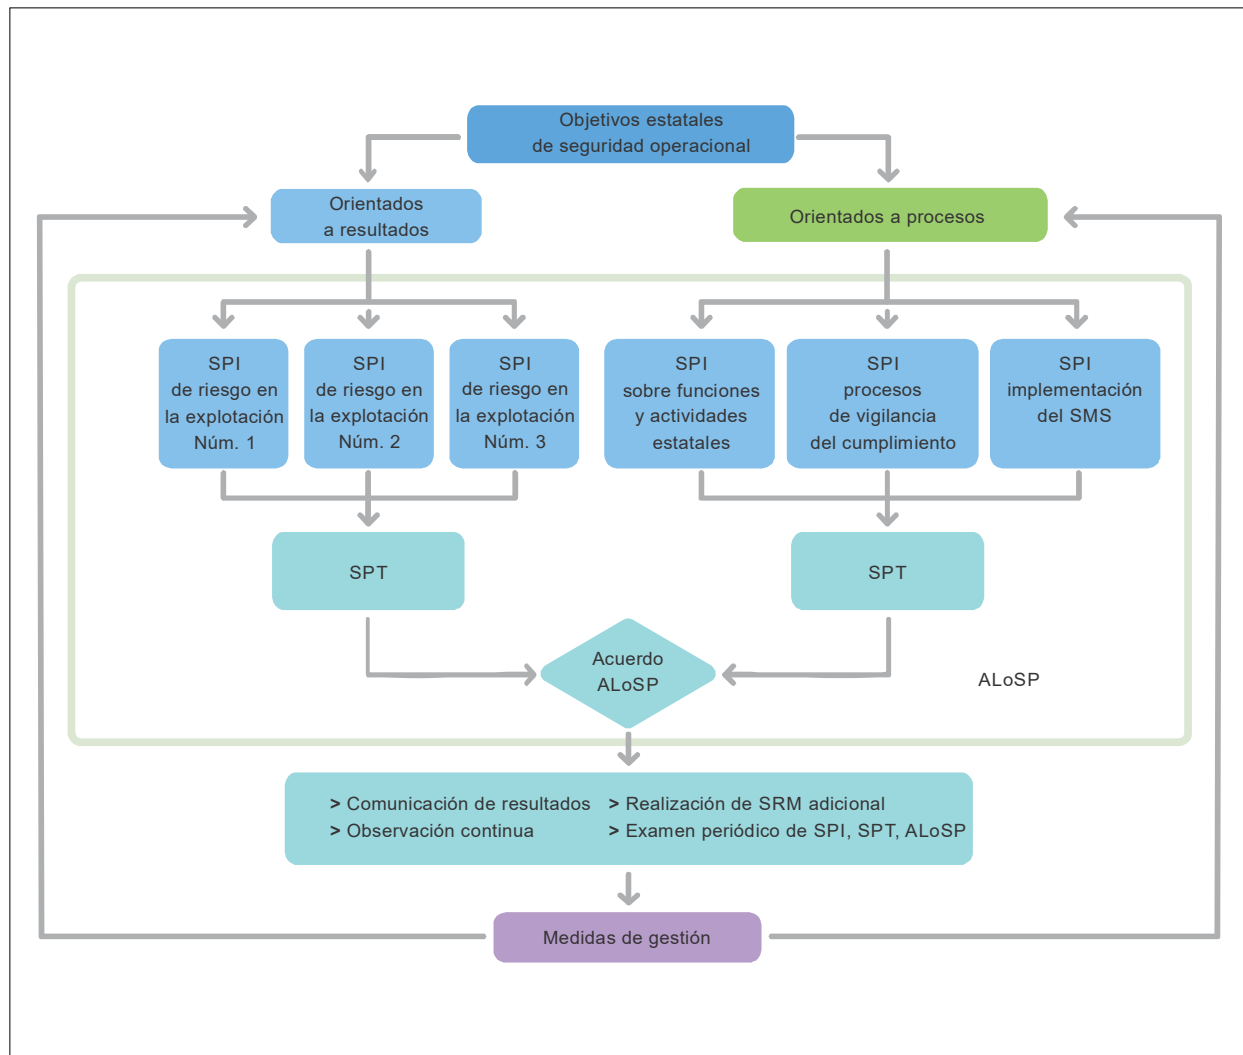 Objetivos estatales
de seguridad operacional
Orientados
a resultados
Orientados a procesos
SPI
de riesgo en
la explotación
Núm. 1
SPI
de riesgo en
la explotación
Núm. 2
SPI
de riesgo en
la explotación
Núm. 3
SPI
sobre funciones
y actividades
estatales
SPI
procesos
de vigilancia
del cumplimiento
SPI
implementación
del SMS
SPT
SPT
Acuerdo
ALoSP
ALoSP
> Comunicación de resultados
> Observación continua
> Realización de SRM adicional
> Examen periódico de SPI, SPT, ALoSP
Medidas de gestión